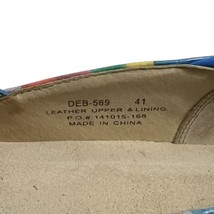 DEB-569 41
LEATHER UPPER & LINING
P.O.# 141015-168
MADE IN CHINA